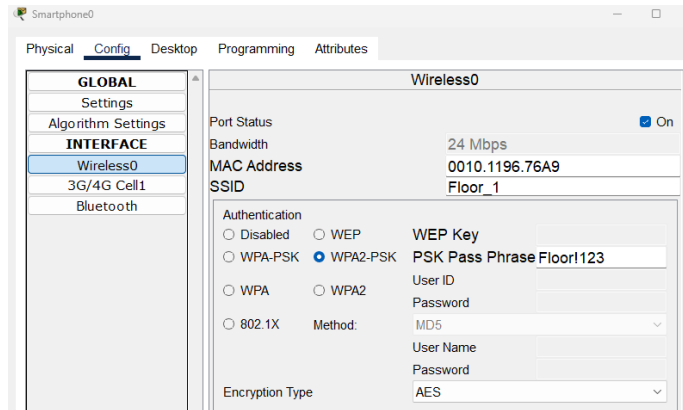 Smartphone0
Physical Config Desktop Programming Attributes
GLOBAL
Settings
Algorithm Settings
INTERFACE
Wireless0
3G/4G Cell1
Bluetooth
Wireless0
Port Status On
Bandwidth 24 Mbps
MAC Address 0010.1196.76A9
SSID Floor_1
Authentication
Disabled WEP WEP Key
WPA-PSK WPA2-PSK PSK Pass Phrase Floor!123
User ID
WPA WPA2
Password
802.1X Method: MD5
User Name
Password
Encryption Type AES